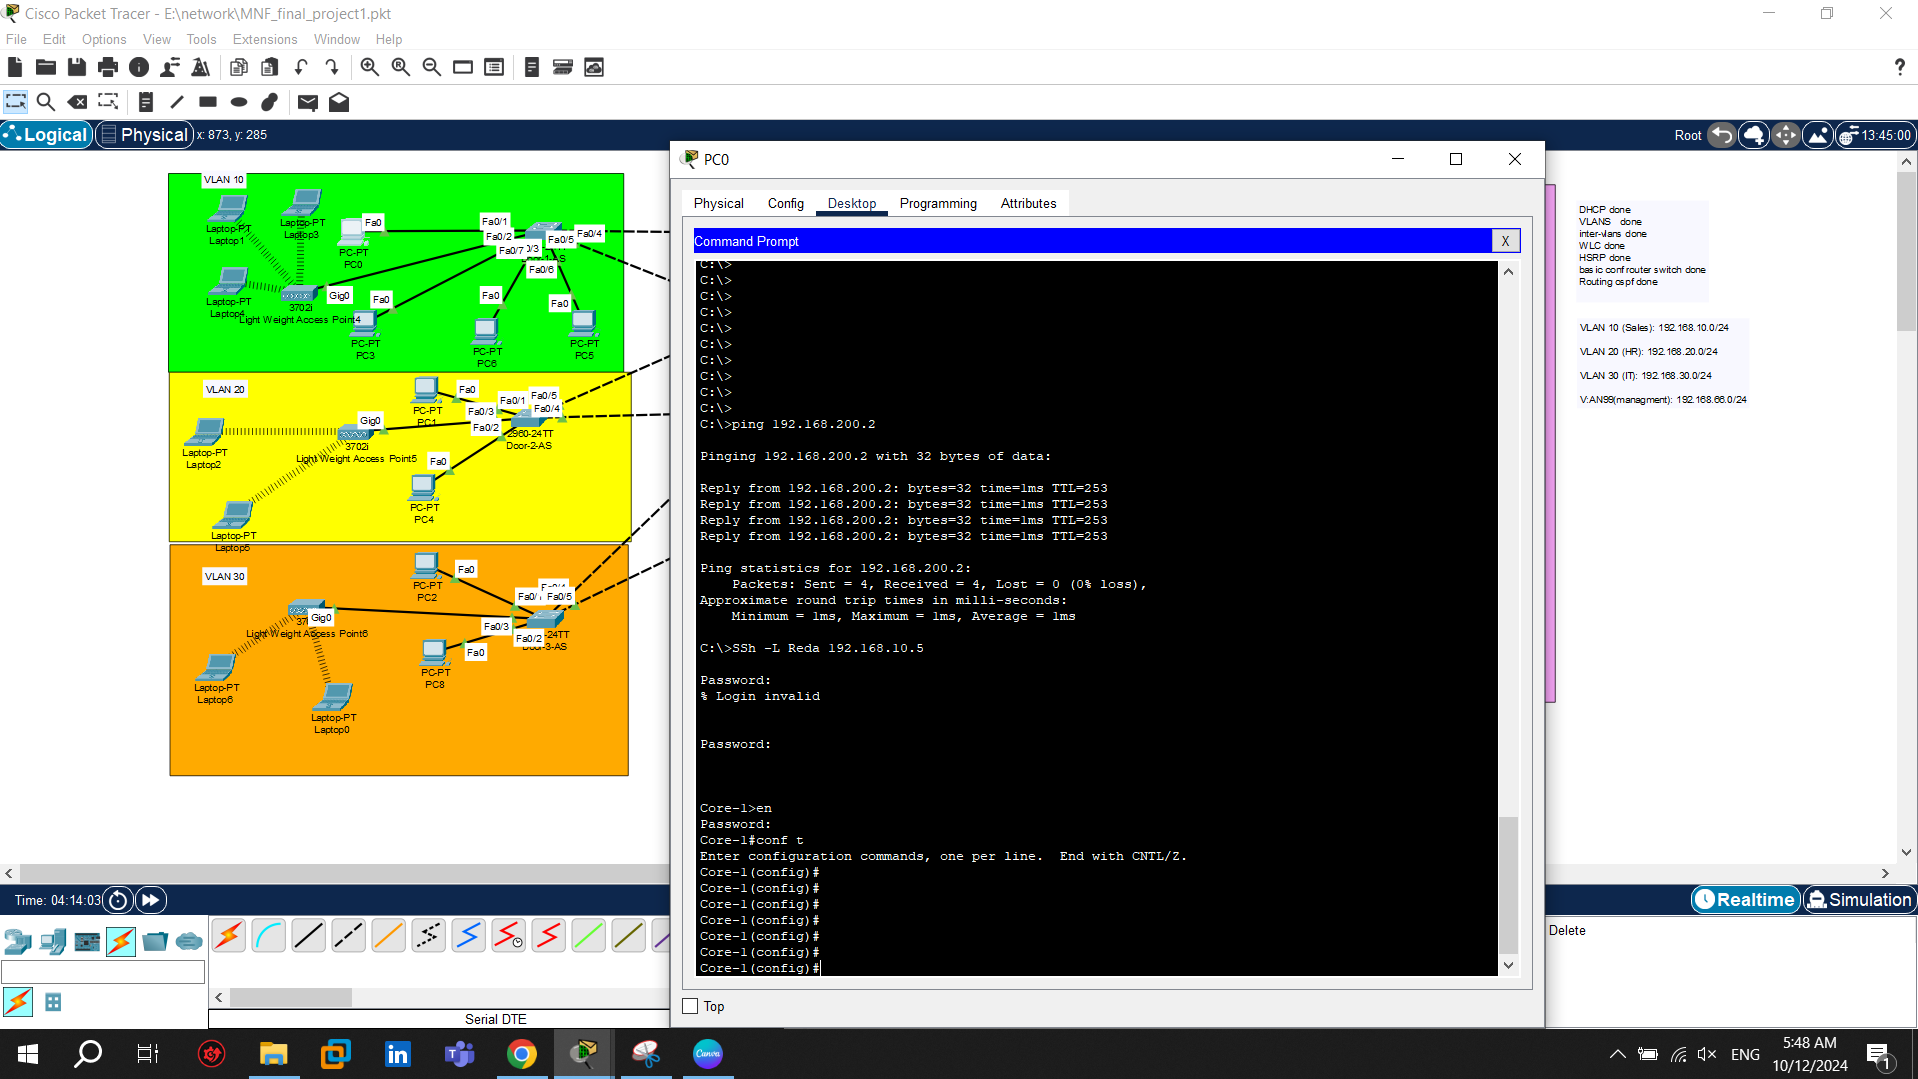 Cisco Packet Tracer - E:\network\MNF_final_project1.pkt
File Edit Options View Tools Extensions Window Help
?
Logical Physical x: 873, y: 285
Root 13:45:00
VLAN 10
Laptop-PT
Laptop1
Laptop-PT
Laptop3
Fa0
PC-PT
PC0
Fa0/1
Fa0/2
Fa0/7
0/3
Fa0/5
Fa0/4
Fa0/6
Door-1-AS
Laptop-PT
Laptop4
Gig0
3702i
Light Weight Access Point4
Fa0
PC-PT
PC3
Fa0
PC-PT
PC6
Fa0
PC-PT
PC5
VLAN 20
PC-PT
PC1
Fa0
Fa0/1
Fa0/5
Fa0/3
Fa0/4
Fa0/2
2960-24TT
Door-2-AS
Laptop-PT
Laptop2
Gig0
3702i
Light Weight Access Point5
Fa0
PC-PT
PC4
Laptop-PT
Laptop5
VLAN 30
PC-PT
PC2
Fa0
Fa0/5
Gig0
Light Weight Access Point6
Fa0/3
Fa0/2
-24TT
Door-3-AS
Fa0
PC-PT
PC8
Laptop-PT
Laptop6
Laptop-PT
Laptop0
PC0
Physical Config Desktop Programming Attributes
Command Prompt X
C:\>
C:\>
C:\>
C:\>
C:\>
C:\>
C:\>
C:\>
C:\>
C:\>
C:\>ping 192.168.200.2
Pinging 192.168.200.2 with 32 bytes of data:
Reply from 192.168.200.2: bytes=32 time=1ms TTL=253
Reply from 192.168.200.2: bytes=32 time=1ms TTL=253
Reply from 192.168.200.2: bytes=32 time=1ms TTL=253
Reply from 192.168.200.2: bytes=32 time=1ms TTL=253
Ping statistics for 192.168.200.2:
Packets: Sent = 4, Received = 4, Lost = 0 (0% loss),
Approximate round trip times in milli-seconds:
Minimum = 1ms, Maximum = 1ms, Average = 1ms
C:\>SSh -L Reda 192.168.10.5
Password:
% Login invalid
Password:
Core-1>en
Password:
Core-1#conf t
Enter configuration commands, one per line.  End with CNTL/Z.
Core-1(config)#
Core-1(config)#
Core-1(config)#
Core-1(config)#
Core-1(config)#
Core-1(config)#
Core-1(config)#
Top
DHCP done
VLANS done
inter-vlans done
WLC done
HSRP done
basic conf router switch done
Routing ospf done
VLAN 10 (Sales): 192.168.10.0/24
VLAN 20 (HR): 192.168.20.0/24
VLAN 30 (IT): 192.168.30.0/24
V:AN99(managment): 192.168.66.0/24
Time: 04:14:03
Realtime Simulation
Delete
Serial DTE
in
Canva
ENG
5:48 AM
10/12/2024
1